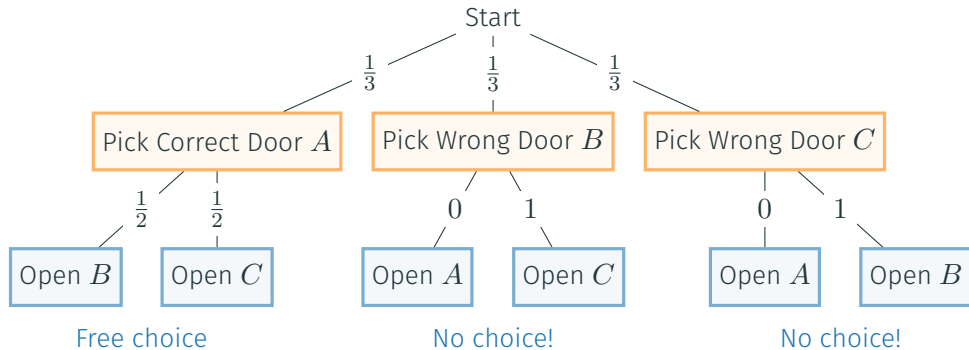 Start
1/3 1/3 1/3
Pick Correct Door A Pick Wrong Door B Pick Wrong Door C
1/2 1/2 0 1 0 1
Open B Open C Open A Open C Open A Open B
Free choice No choice! No choice!